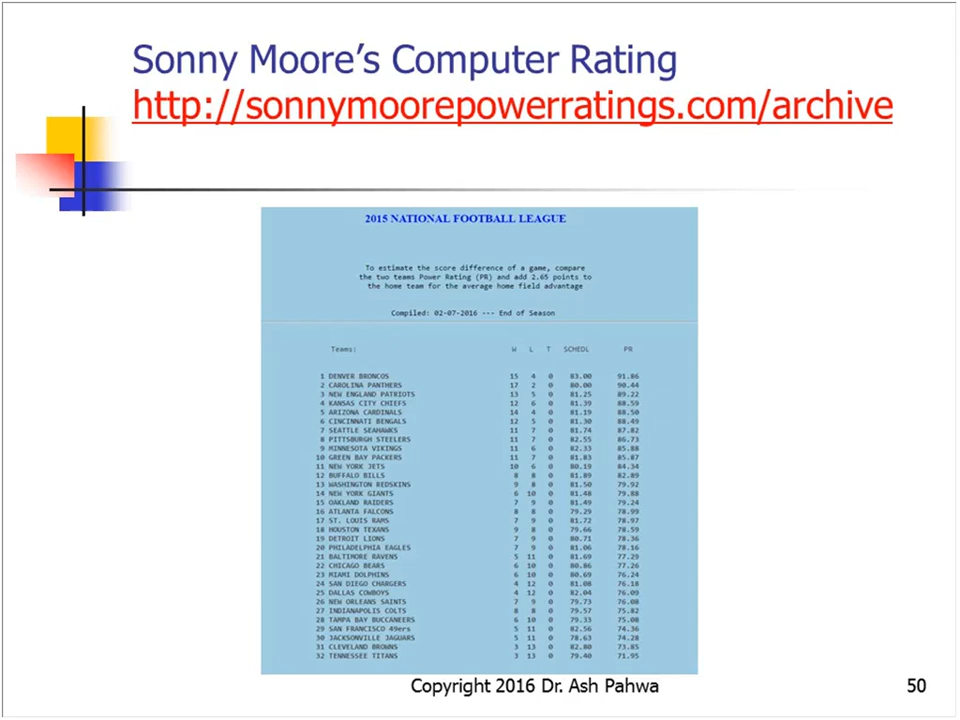 Sonny Moore's Computer Rating
http://sonnymoorepowerratings.com/archive
2015 NATIONAL FOOTBALL LEAGUE
To estimate the score difference of a game, compare
the two teams Power Rating (PR) and add 2.65 points to
the home team for the average home field advantage
Compiled: 02-07-2016 --- End of Season
Teams: W L T SCHEDL PR
1 DENVER BRONCOS 15 4 0 83.00 91.86
2 CAROLINA PANTHERS 17 2 0 80.00 90.44
3 NEW ENGLAND PATRIOTS 13 5 0 81.25 89.22
4 KANSAS CITY CHIEFS 12 6 0 81.39 88.59
5 ARIZONA CARDINALS 14 4 0 81.19 88.50
6 CINCINNATI BENGALS 12 5 0 81.30 88.49
7 SEATTLE SEAHAWKS 11 7 0 81.74 87.82
8 PITTSBURGH STEELERS 11 7 0 82.55 86.73
9 MINNESOTA VIKINGS 11 6 0 82.33 85.88
10 GREEN BAY PACKERS 11 7 0 81.83 85.87
11 NEW YORK JETS 10 6 0 80.19 84.34
12 BUFFALO BILLS 8 8 0 81.89 82.89
13 WASHINGTON REDSKINS 9 8 0 81.50 79.92
14 NEW YORK GIANTS 6 10 0 81.48 79.88
15 OAKLAND RAIDERS 7 9 0 81.49 79.24
16 ATLANTA FALCONS 8 8 0 79.29 78.99
17 ST. LOUIS RAMS 7 9 0 81.72 78.97
18 HOUSTON TEXANS 9 8 0 79.66 78.59
19 DETROIT LIONS 7 9 0 80.71 78.36
20 PHILADELPHIA EAGLES 7 9 0 81.06 78.16
21 BALTIMORE RAVENS 5 11 0 81.69 77.29
22 CHICAGO BEARS 6 10 0 80.86 77.26
23 MIAMI DOLPHINS 6 10 0 80.69 76.24
24 SAN DIEGO CHARGERS 4 12 0 81.08 76.18
25 DALLAS COWBOYS 4 12 0 82.04 76.09
26 NEW ORLEANS SAINTS 7 9 0 79.73 76.08
27 INDIANAPOLIS COLTS 8 8 0 79.57 75.82
28 TAMPA BAY BUCCANEERS 6 10 0 79.33 75.08
29 SAN FRANCISCO 49ers 5 11 0 82.56 74.36
30 JACKSONVILLE JAGUARS 5 11 0 78.63 74.28
31 CLEVELAND BROWNS 3 13 0 82.80 73.85
32 TENNESSEE TITANS 3 13 0 79.40 71.95
Copyright 2016 Dr. Ash Pahwa
50